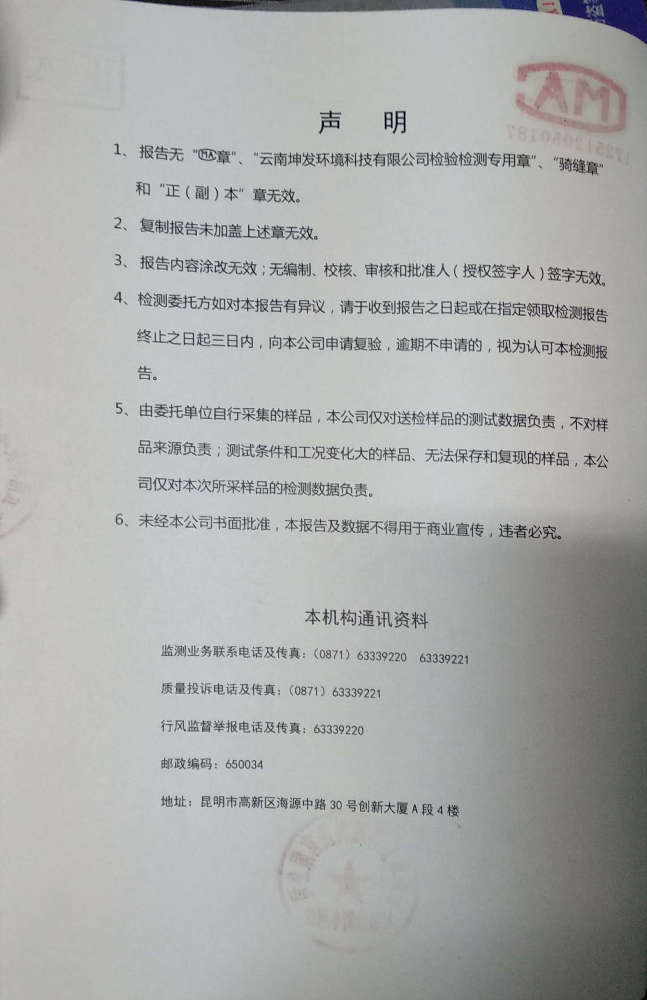 声 明
1、报告无“MA章”、“云南坤发环境科技有限公司检验检测专用章”、“骑缝章”
和“正（副）本”章无效。
2、复制报告未加盖上述章无效。
3、报告内容涂改无效；无编制、校核、审核和批准人（授权签字人）签字无效。
4、检测委托方如对本报告有异议，请于收到报告之日起或在指定领取检测报告
终止之日起三日内，向本公司申请复验，逾期不申请的，视为认可本检测报
告。
5、由委托单位自行采集的样品，本公司仅对送检样品的测试数据负责，不对样
品来源负责；测试条件和工况变化大的样品、无法保存和复现的样品，本公
司仅对本次所采样品的检测数据负责。
6、未经本公司书面批准，本报告及数据不得用于商业宣传，违者必究。
本机构通讯资料
监测业务联系电话及传真：（0871）63339220 63339221
质量投诉电话及传真：（0871）63339221
行风监督举报电话及传真：63339220
邮政编码：650034
地址：昆明市高新区海源中路 30 号创新大厦 A 段 4 楼